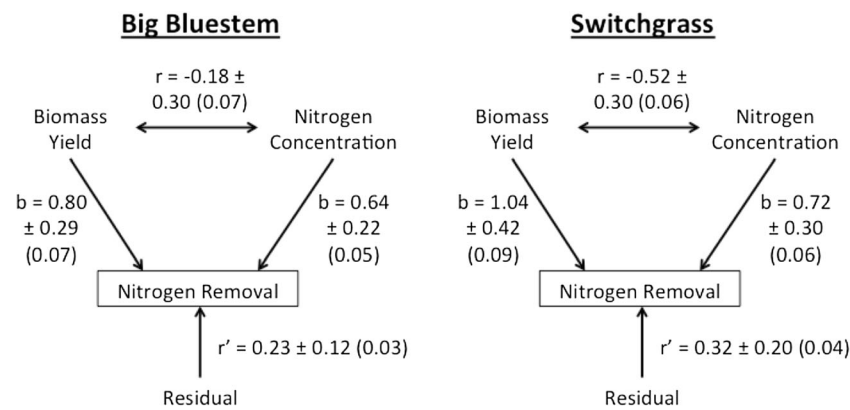 Big Bluestem
r = -0.18 ±
0.30 (0.07)
Biomass
Yield
Nitrogen
Concentration
b = 0.80
± 0.29
(0.07)
b = 0.64
± 0.22
(0.05)
Nitrogen Removal
r’ = 0.23 ± 0.12 (0.03)
Residual
Switchgrass
r = -0.52 ±
0.30 (0.06)
Biomass
Yield
Nitrogen
Concentration
b = 1.04
± 0.42
(0.09)
b = 0.72
± 0.30
(0.06)
Nitrogen Removal
r’ = 0.32 ± 0.20 (0.04)
Residual